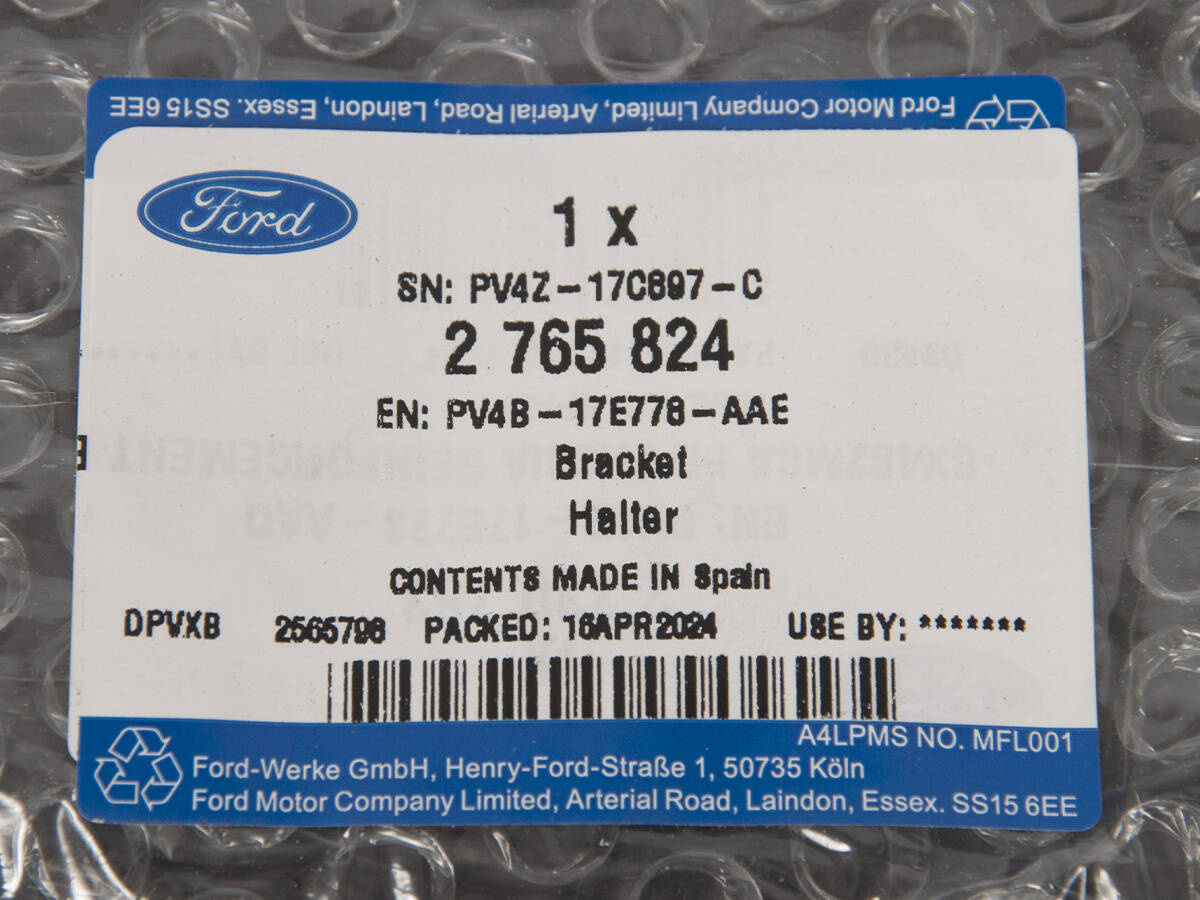 Ford Motor Company Limited, Arterial Road, Laindon, Essex. SS15 6EE
Ford
1 x
SN: PV4Z-17C897-C
2 765 824
EN: PV4B-17E778-AAE
Bracket
Halter
CONTENTS MADE IN Spain
DPVXB 2565798 PACKED: 16APR2024 USE BY: *******
A4LPMS NO. MFL001
Ford-Werke GmbH, Henry-Ford-Straße 1, 50735 Köln
Ford Motor Company Limited, Arterial Road, Laindon, Essex. SS15 6EE